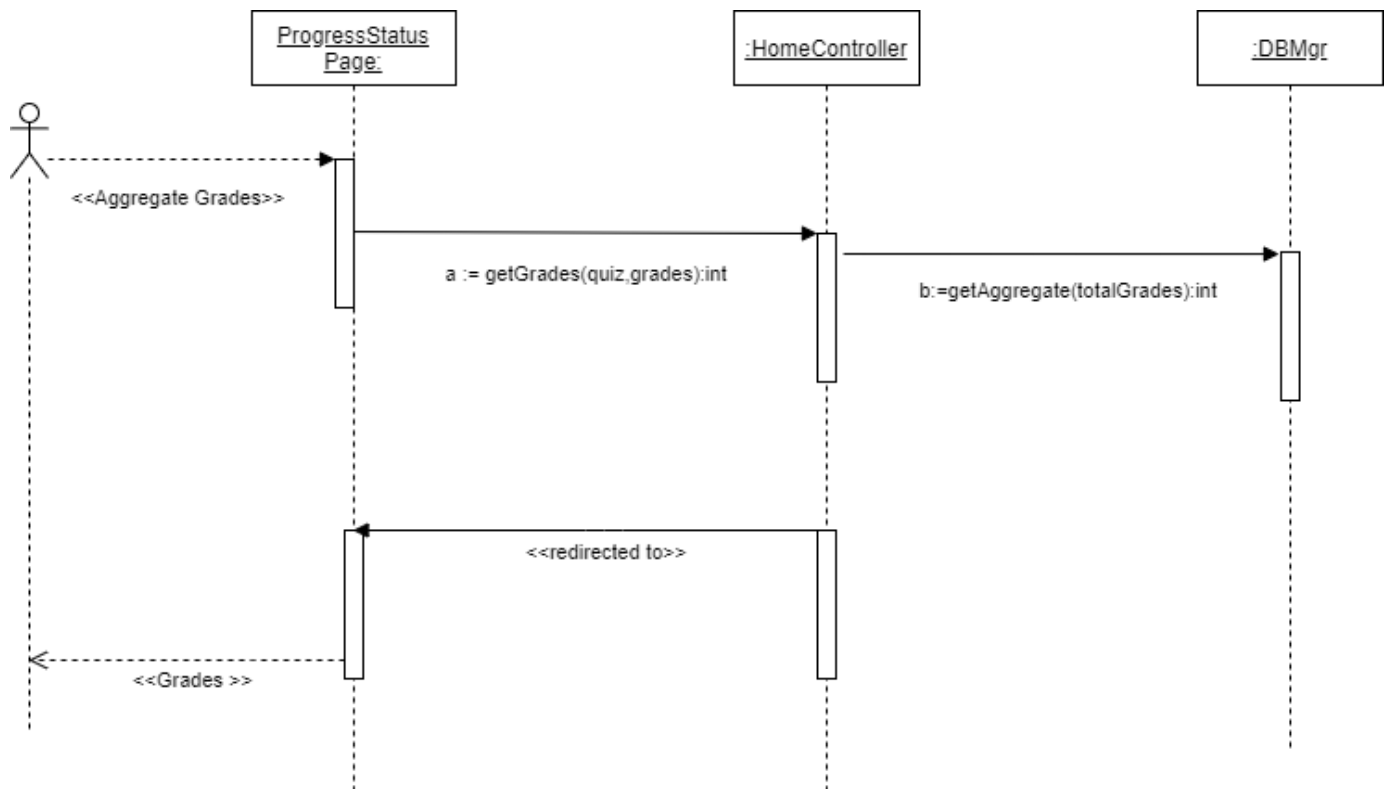 ProgressStatus
Page:
:HomeController
:DBMgr
<<Aggregate Grades>>
a := getGrades(quiz,grades):int
b:=getAggregate(totalGrades):int
<<redirected to>>
<<Grades >>